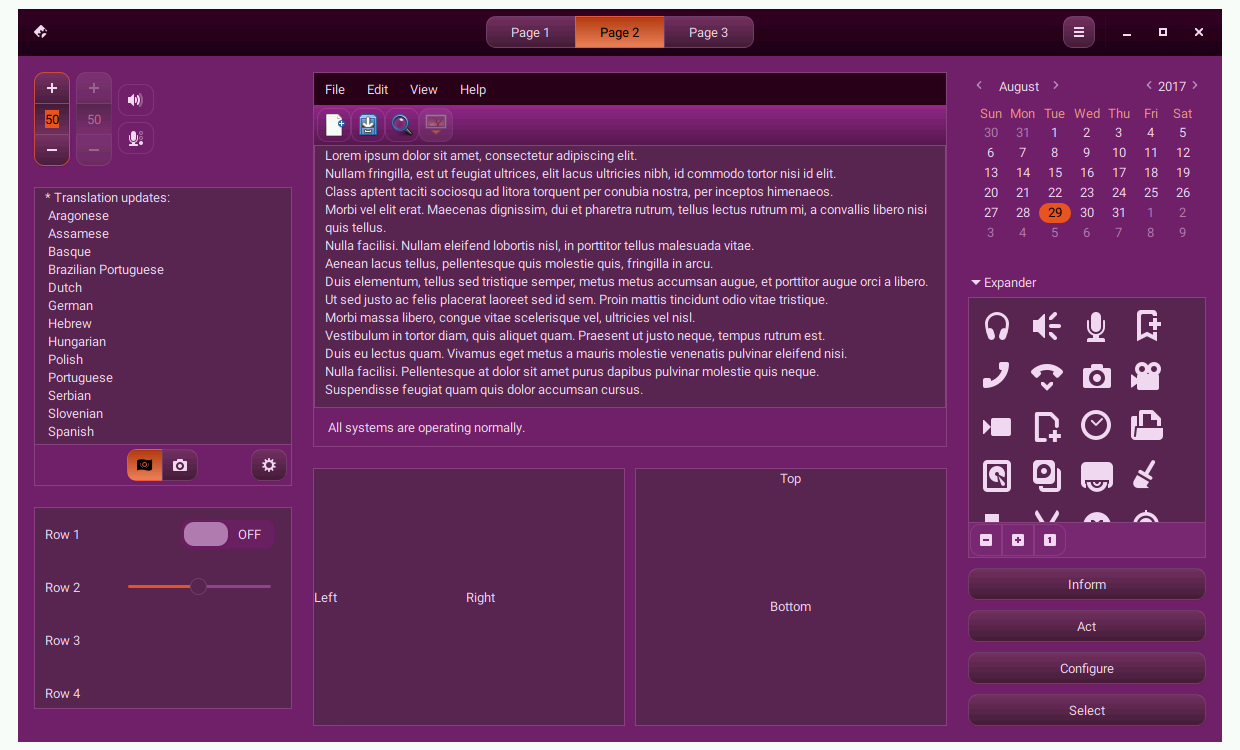 Page 1 Page 2 Page 3
50 50
* Translation updates:
Aragonese
Assamese
Basque
Brazilian Portuguese
Dutch
German
Hebrew
Hungarian
Polish
Portuguese
Serbian
Slovenian
Spanish
Row 1 OFF
Row 2
Row 3
Row 4
File Edit View Help
Lorem ipsum dolor sit amet, consectetur adipiscing elit.
Nullam fringilla, est ut feugiat ultrices, elit lacus ultricies nibh, id commodo tortor nisi id elit.
Class aptent taciti sociosqu ad litora torquent per conubia nostra, per inceptos himenaeos.
Morbi vel elit erat. Maecenas dignissim, dui et pharetra rutrum, tellus lectus rutrum mi, a convallis libero nisi
quis tellus.
Nulla facilisi. Nullam eleifend lobortis nisl, in porttitor tellus malesuada vitae.
Aenean lacus tellus, pellentesque quis molestie quis, fringilla in arcu.
Duis elementum, tellus sed tristique semper, metus metus accumsan augue, et porttitor augue orci a libero.
Ut sed justo ac felis placerat laoreet sed id sem. Proin mattis tincidunt odio vitae tristique.
Morbi massa libero, congue vitae scelerisque vel, ultricies vel nisl.
Vestibulum in tortor diam, quis aliquet quam. Praesent ut justo neque, tempus rutrum est.
Duis eu lectus quam. Vivamus eget metus a mauris molestie venenatis pulvinar eleifend nisi.
Nulla facilisi. Pellentesque at dolor sit amet purus dapibus pulvinar molestie quis neque.
Suspendisse feugiat quam quis dolor accumsan cursus.
All systems are operating normally.
Left Right
Top
Bottom
August 2017
Sun Mon Tue Wed Thu Fri Sat
30 31 1 2 3 4 5
6 7 8 9 10 11 12
13 14 15 16 17 18 19
20 21 22 23 24 25 26
27 28 29 30 31 1 2
3 4 5 6 7 8 9
Expander
1
Inform
Act
Configure
Select